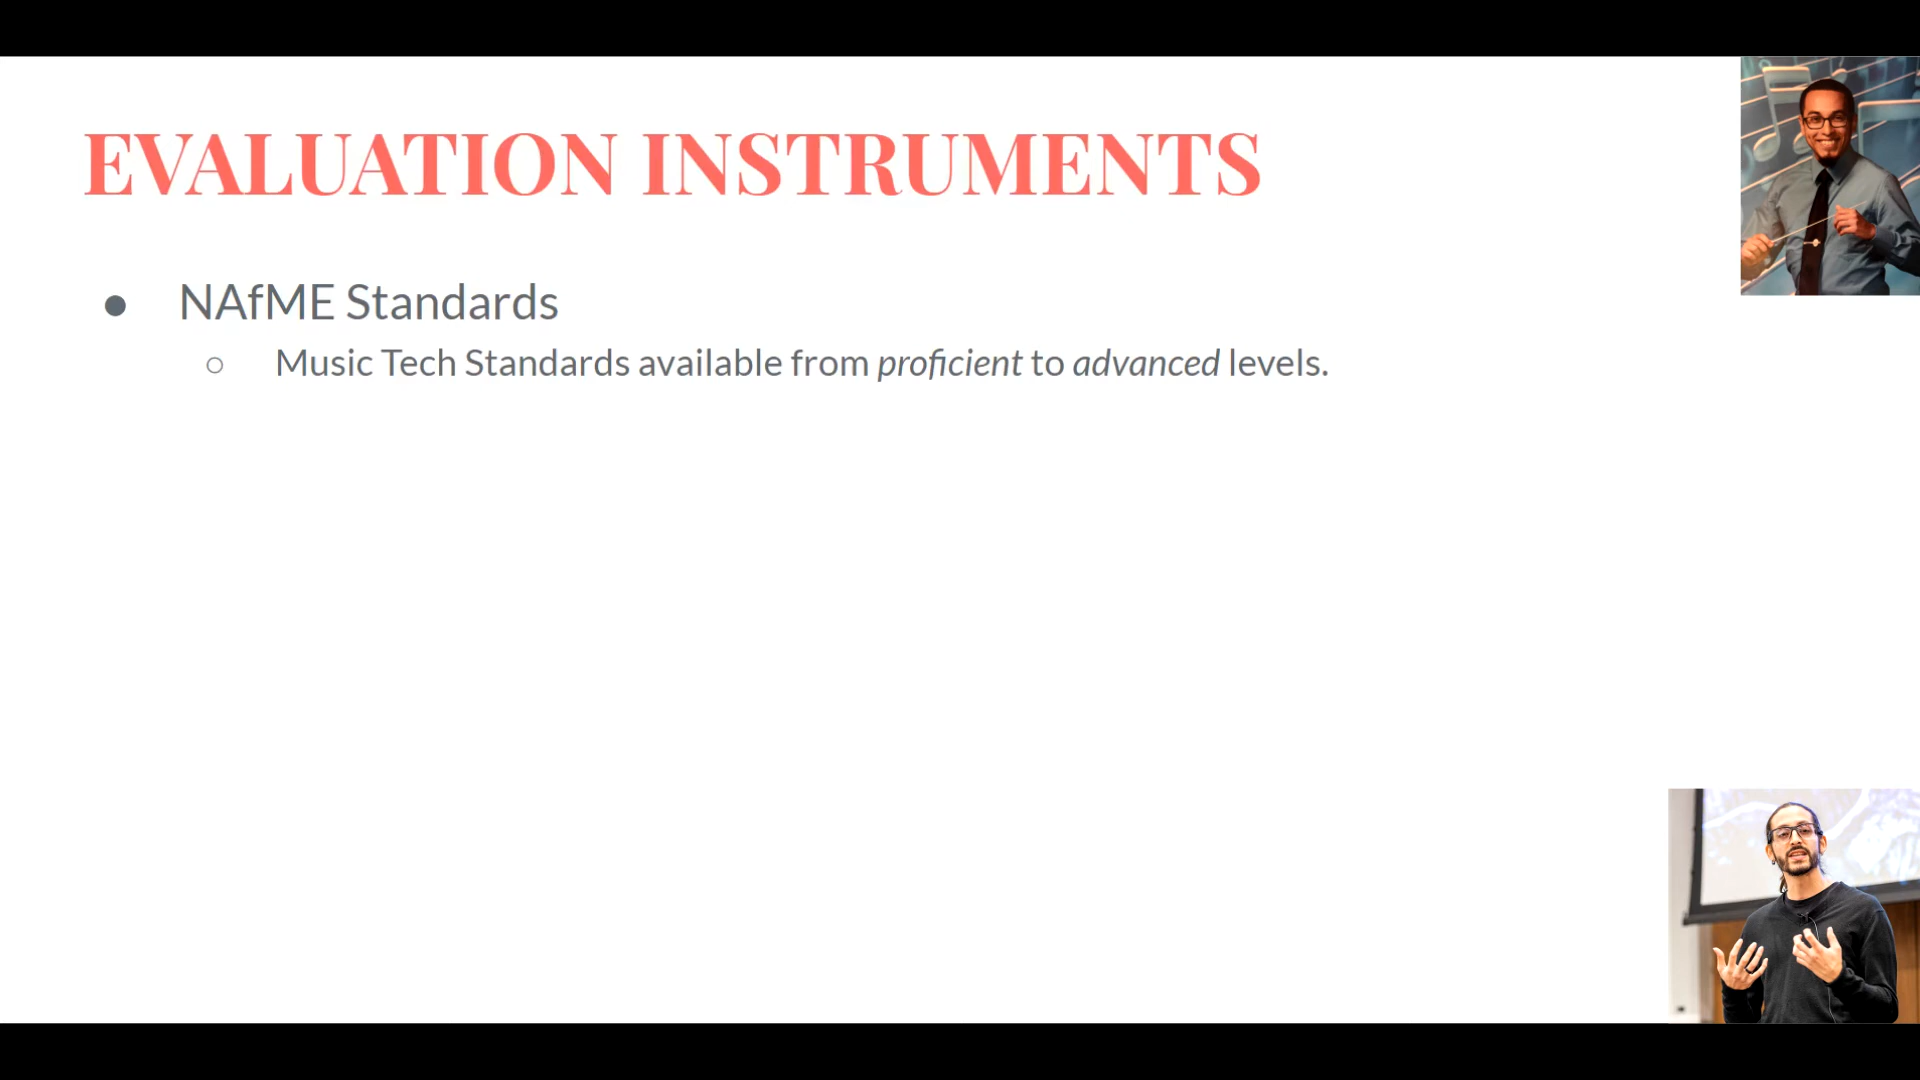 EVALUATION INSTRUMENTS
● NAfME Standards
○ Music Tech Standards available from proficient to advanced levels.